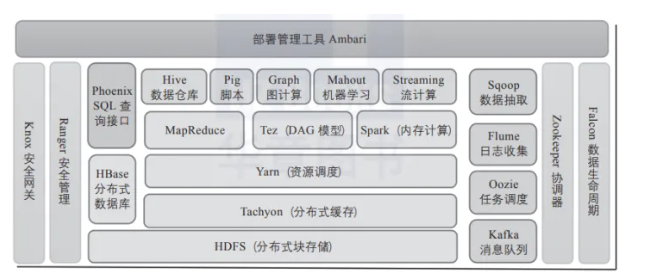 部署管理工具 Ambari
Knox 安全网关
Ranger 安全管理
Phoenix
SQL 查
询接口
Hive
数据仓库
Pig
脚本
Graph
图计算
Mahout
机器学习
Streaming
流计算
MapReduce
Tez（DAG 模型）
Spark（内存计算）
HBase
分布式
数据库
Yarn（资源调度）
Tachyon（分布式缓存）
HDFS（分布式块存储）
Sqoop
数据抽取
Flume
日志收集
Oozie
任务调度
Kafka
消息队列
Zookeeper 协调器
Falcon 数据生命周期